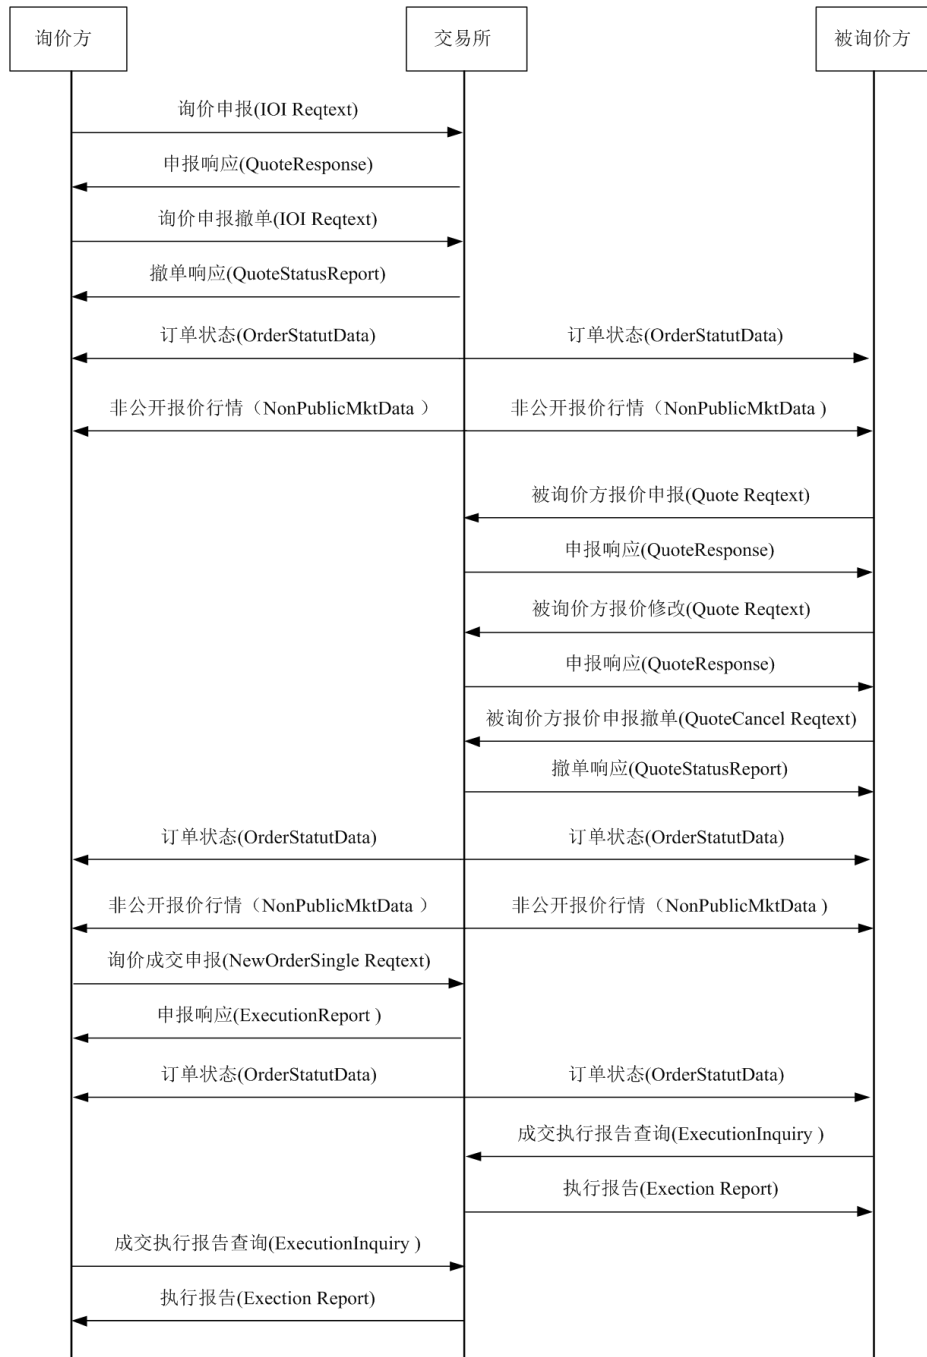 询价方
交易所
被询价方
询价申报(IOI Reqtext)
申报响应(QuoteResponse)
询价申报撤单(IOI Reqtext)
撤单响应(QuoteStatusReport)
订单状态(OrderStatutData)
订单状态(OrderStatutData)
非公开报价行情（NonPublicMktData ）
非公开报价行情（NonPublicMktData )
被询价方报价申报(Quote Reqtext)
申报响应(QuoteResponse)
被询价方报价修改(Quote Reqtext)
申报响应(QuoteResponse)
被询价方报价申报撤单(QuoteCancel Reqtext)
撤单响应(QuoteStatusReport)
订单状态(OrderStatutData)
订单状态(OrderStatutData)
非公开报价行情（NonPublicMktData ）
非公开报价行情（NonPublicMktData )
询价成交申报(NewOrderSingle Reqtext)
申报响应(ExecutionReport )
订单状态(OrderStatutData)
订单状态(OrderStatutData)
成交执行报告查询(ExecutionInquiry )
执行报告(Exection Report)
成交执行报告查询(ExecutionInquiry )
执行报告(Exection Report)